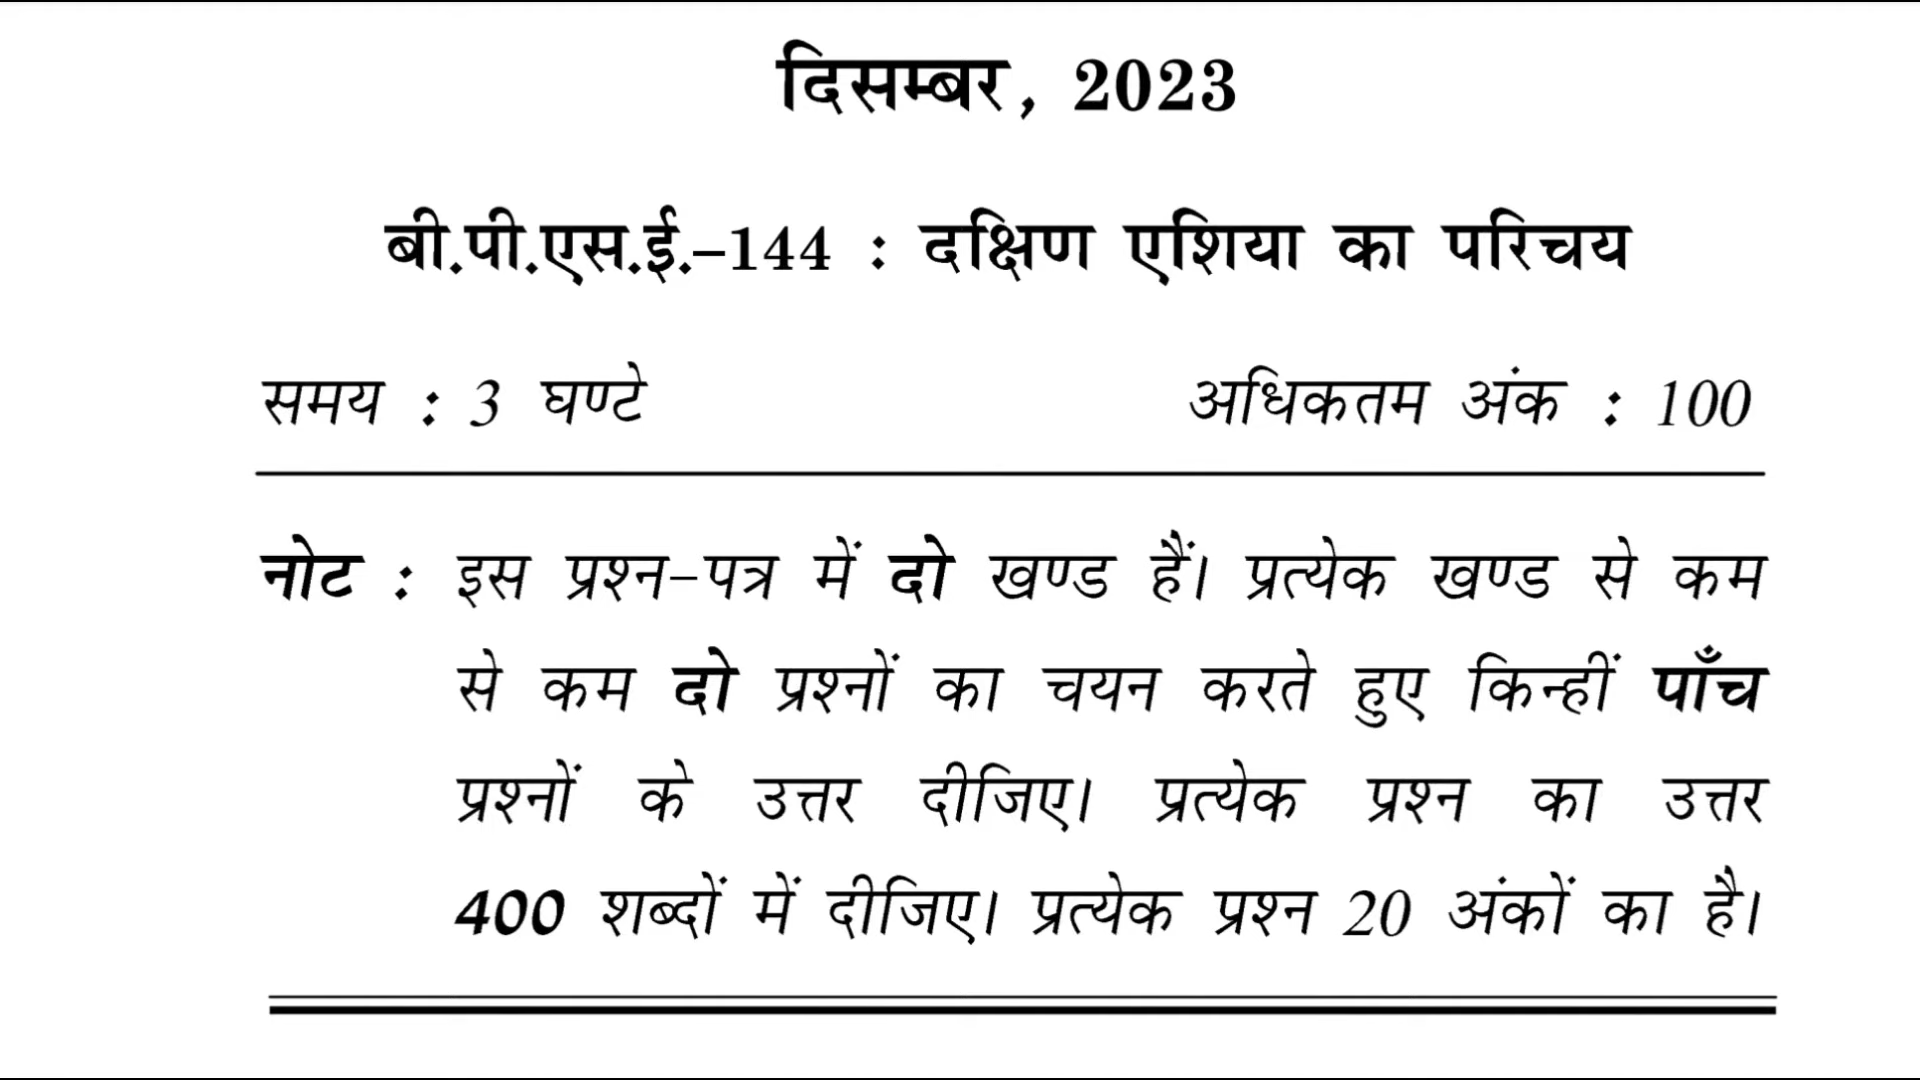 दिसम्बर, 2023
बी.पी.एस.ई.–144 : दक्षिण एशिया का परिचय
समय : 3 घण्टे अधिकतम अंक : 100
नोट : इस प्रश्न-पत्र में दो खण्ड हैं। प्रत्येक खण्ड से कम
से कम दो प्रश्नों का चयन करते हुए किन्हीं पाँच
प्रश्नों के उत्तर दीजिए। प्रत्येक प्रश्न का उत्तर
400 शब्दों में दीजिए। प्रत्येक प्रश्न 20 अंकों का है।